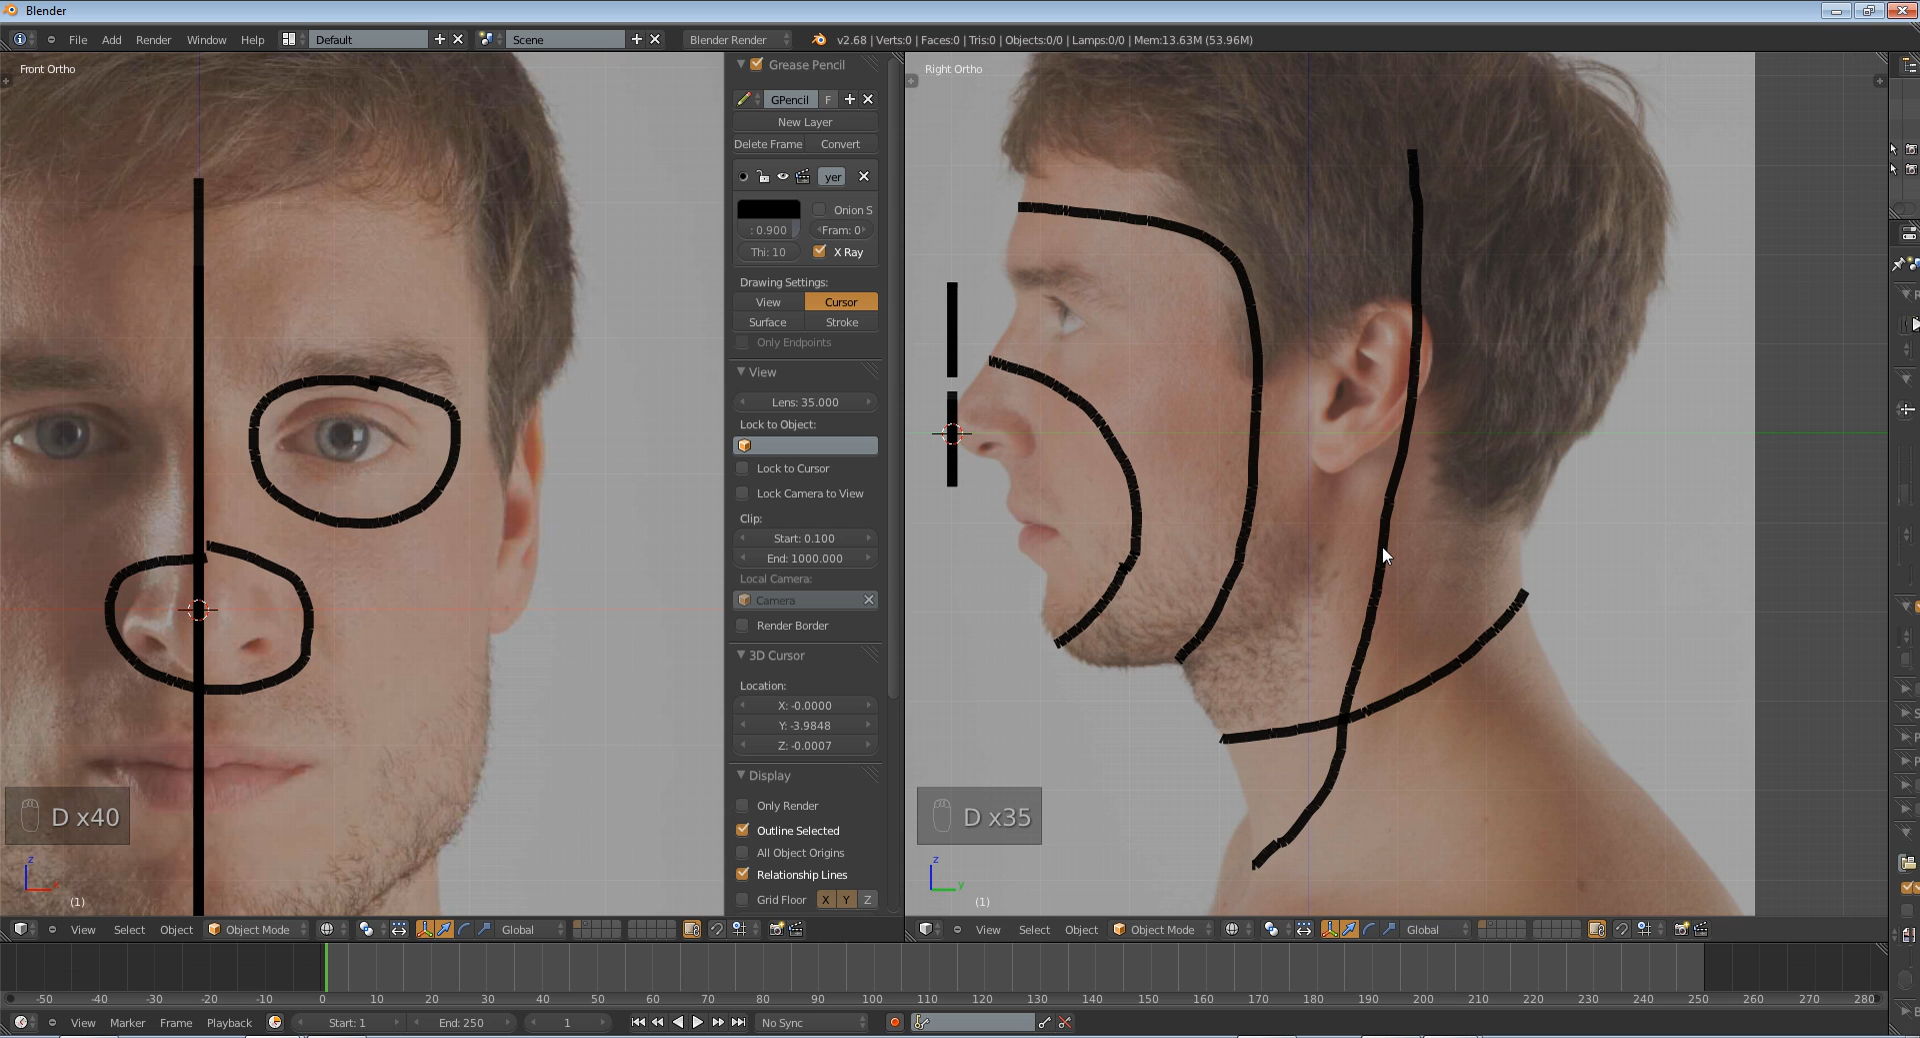 Blender
File Add Render Window Help Default Scene Blender Render v2.68 | Verts:0 | Faces:0 | Tris:0 | Objects:0/0 | Lamps:0/0 | Mem:13.63M (53.96M)
Front Ortho
Grease Pencil
GPencil F
New Layer
Delete Frame Convert
yer
Onion S
: 0.900 Fram: 0
Thi: 10 X Ray
Drawing Settings:
View Cursor
Surface Stroke
Only Endpoints
View
Lens: 35.000
Lock to Object:
Lock to Cursor
Lock Camera to View
Clip:
Start: 0.100
End: 1000.000
Local Camera:
Camera
Render Border
3D Cursor
Location:
X: -0.0000
Y: -3.9848
Z: -0.0007
Display
Only Render
Outline Selected
All Object Origins
Relationship Lines
Grid Floor X Y Z
D x40
z
(1)
Right Ortho
D x35
z
y
(1)
View Select Object Object Mode Global
View Select Object Object Mode Global
-50 -40 -30 -20 -10 0 10 20 30 40 50 60 70 80 90 100 110 120 130 140 150 160 170 180 190 200 210 220 230 240 250 260 270 280
View Marker Frame Playback Start: 1 End: 250 1 No Sync